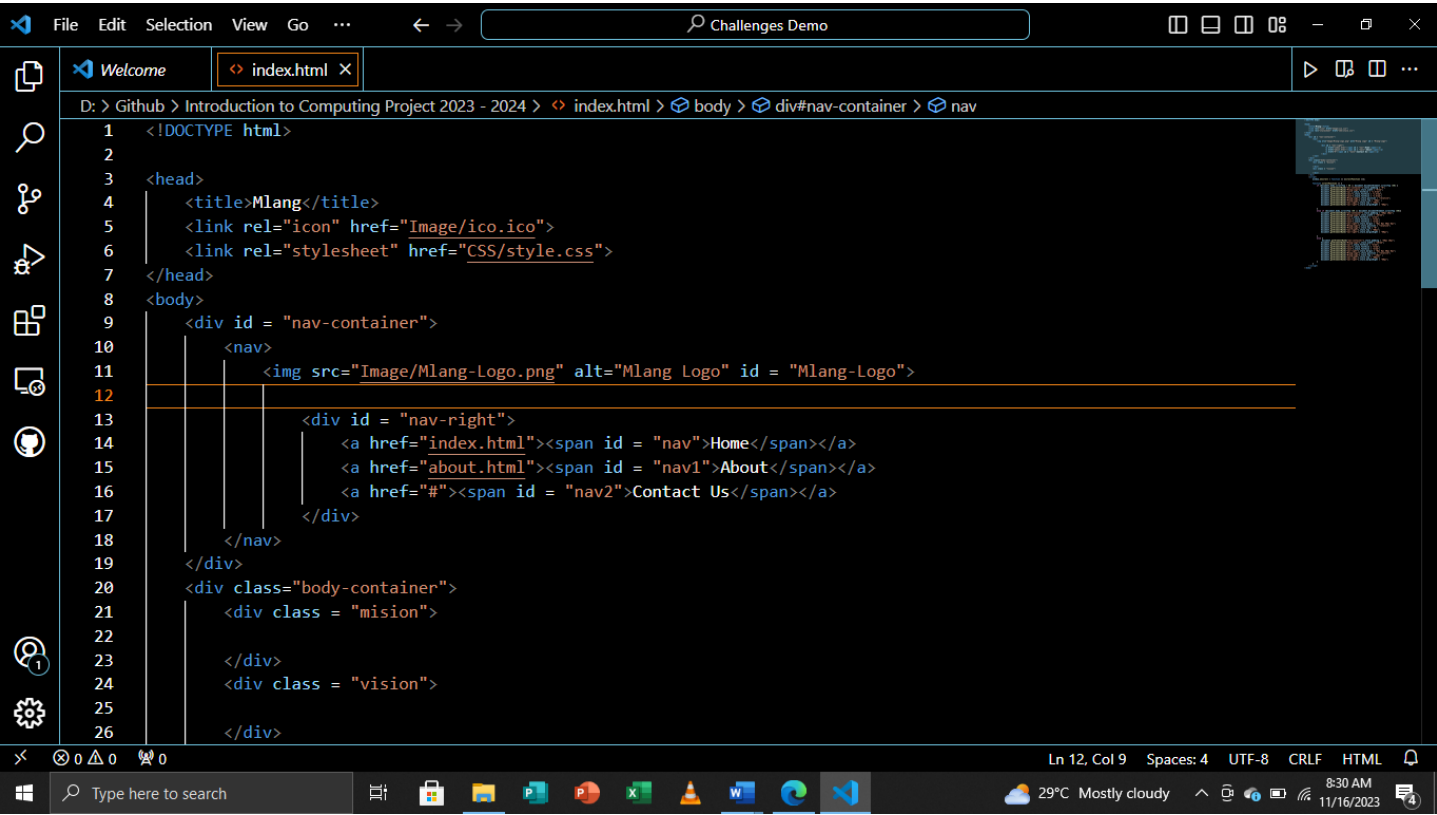 File Edit Selection View Go ··· Challenges Demo
Welcome index.html
D: > Github > Introduction to Computing Project 2023 - 2024 > index.html > body > div#nav-container > nav
1 <!DOCTYPE html>
2
3 <head>
4 <title>Mlang</title>
5 <link rel="icon" href="Image/ico.ico">
6 <link rel="stylesheet" href="CSS/style.css">
7 </head>
8 <body>
9 <div id = "nav-container">
10 <nav>
11 <img src="Image/Mlang-Logo.png" alt="Mlang Logo" id = "Mlang-Logo">
12
13 <div id = "nav-right">
14 <a href="index.html"><span id = "nav">Home</span></a>
15 <a href="about.html"><span id = "nav1">About</span></a>
16 <a href="#"><span id = "nav2">Contact Us</span></a>
17 </div>
18 </nav>
19 </div>
20 <div class="body-container">
21 <div class = "mision">
22
23 </div>
24 <div class = "vision">
25
26 </div>
1
0 0 0 Ln 12, Col 9 Spaces: 4 UTF-8 CRLF HTML
Type here to search 29°C Mostly cloudy 8:30 AM
11/16/2023 4